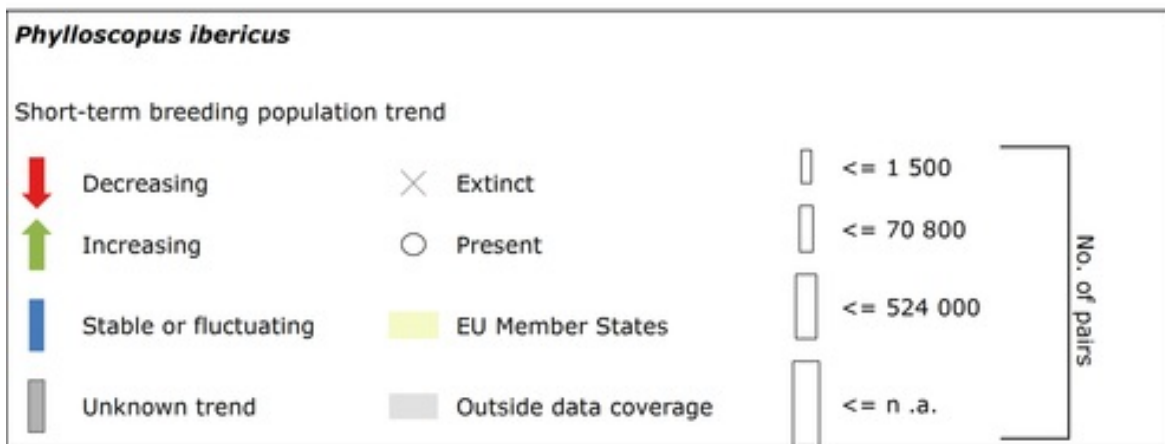 Phylloscopus ibericus
Short-term breeding population trend
Decreasing
Increasing
Stable or fluctuating
Unknown trend
Extinct
Present
EU Member States
Outside data coverage
<= 1 500
<= 70 800
<= 524 000
<= n .a.
No. of pairs